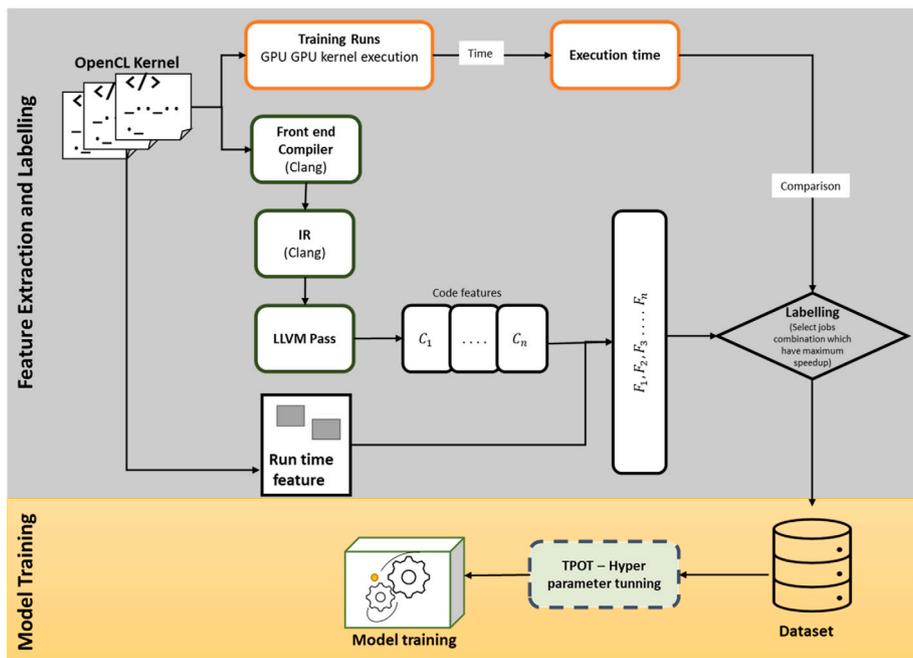 Feature Extraction and Labelling
OpenCL Kernel
</>
</>
Training Runs
GPU GPU kernel execution
Time
Execution time
Front end
Compiler
(Clang)
Comparison
IR
(Clang)
Code features
LLVM Pass
C₁
....
Cₙ
F₁, F₂, F₃ ..... Fₙ
Labelling
(Select jobs
combination which
have maximum
speedup)
Run time
feature
Model Training
TPOT – Hyper
parameter tunning
Model training
Dataset